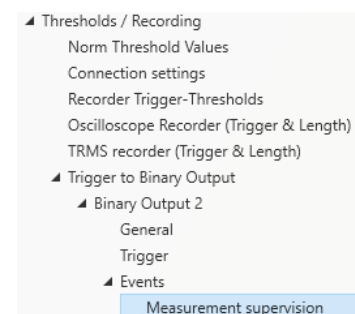 Thresholds / Recording
Norm Threshold Values
Connection settings
Recorder Trigger-Thresholds
Oscilloscope Recorder (Trigger & Length)
TRMS recorder (Trigger & Length)
Trigger to Binary Output
Binary Output 2
General
Trigger
Events
Measurement supervision